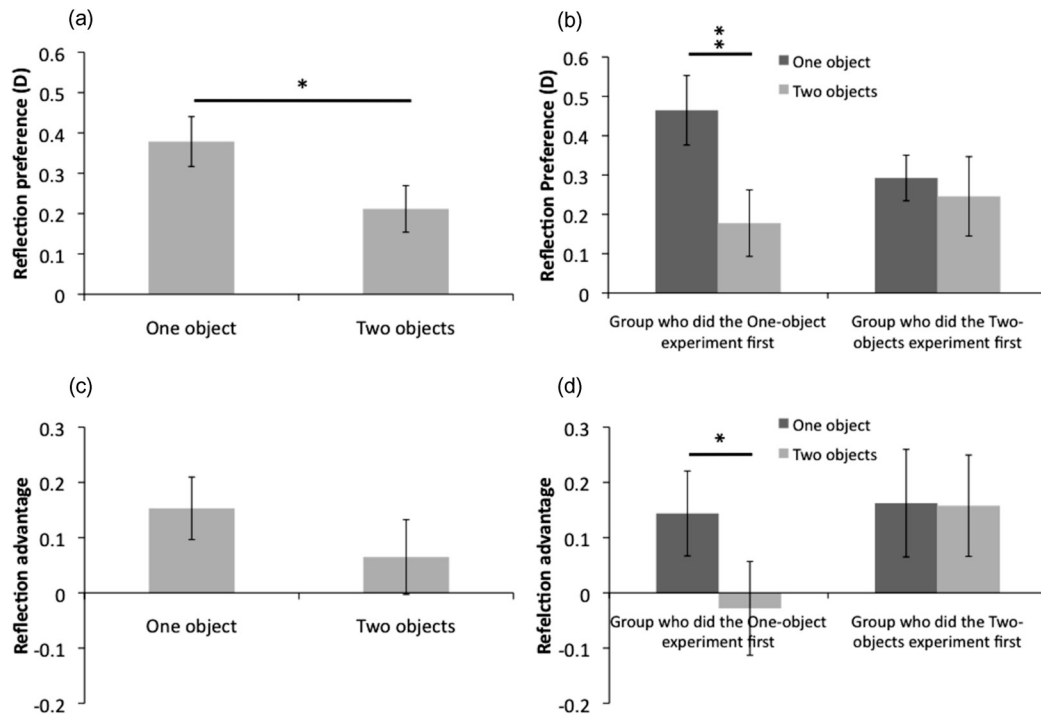 (a)
Reflection preference (D)
0.6
0.5
0.4
0.3
0.2
0.1
0
*
One object
Two objects
(b)
Reflection Preference (D)
0.6
0.5
0.4
0.3
0.2
0.1
0
**
One object
Two objects
Group who did the One-object
experiment first
Group who did the Two-
objects experiment first
(c)
Reflection advantage
0.3
0.2
0.1
0
-0.1
-0.2
One object
Two objects
(d)
Refelction advantage
0.3
0.2
0.1
0
-0.1
-0.2
*
One object
Two objects
Group who did the One-object
experiment first
Group who did the Two-
objects experiment first